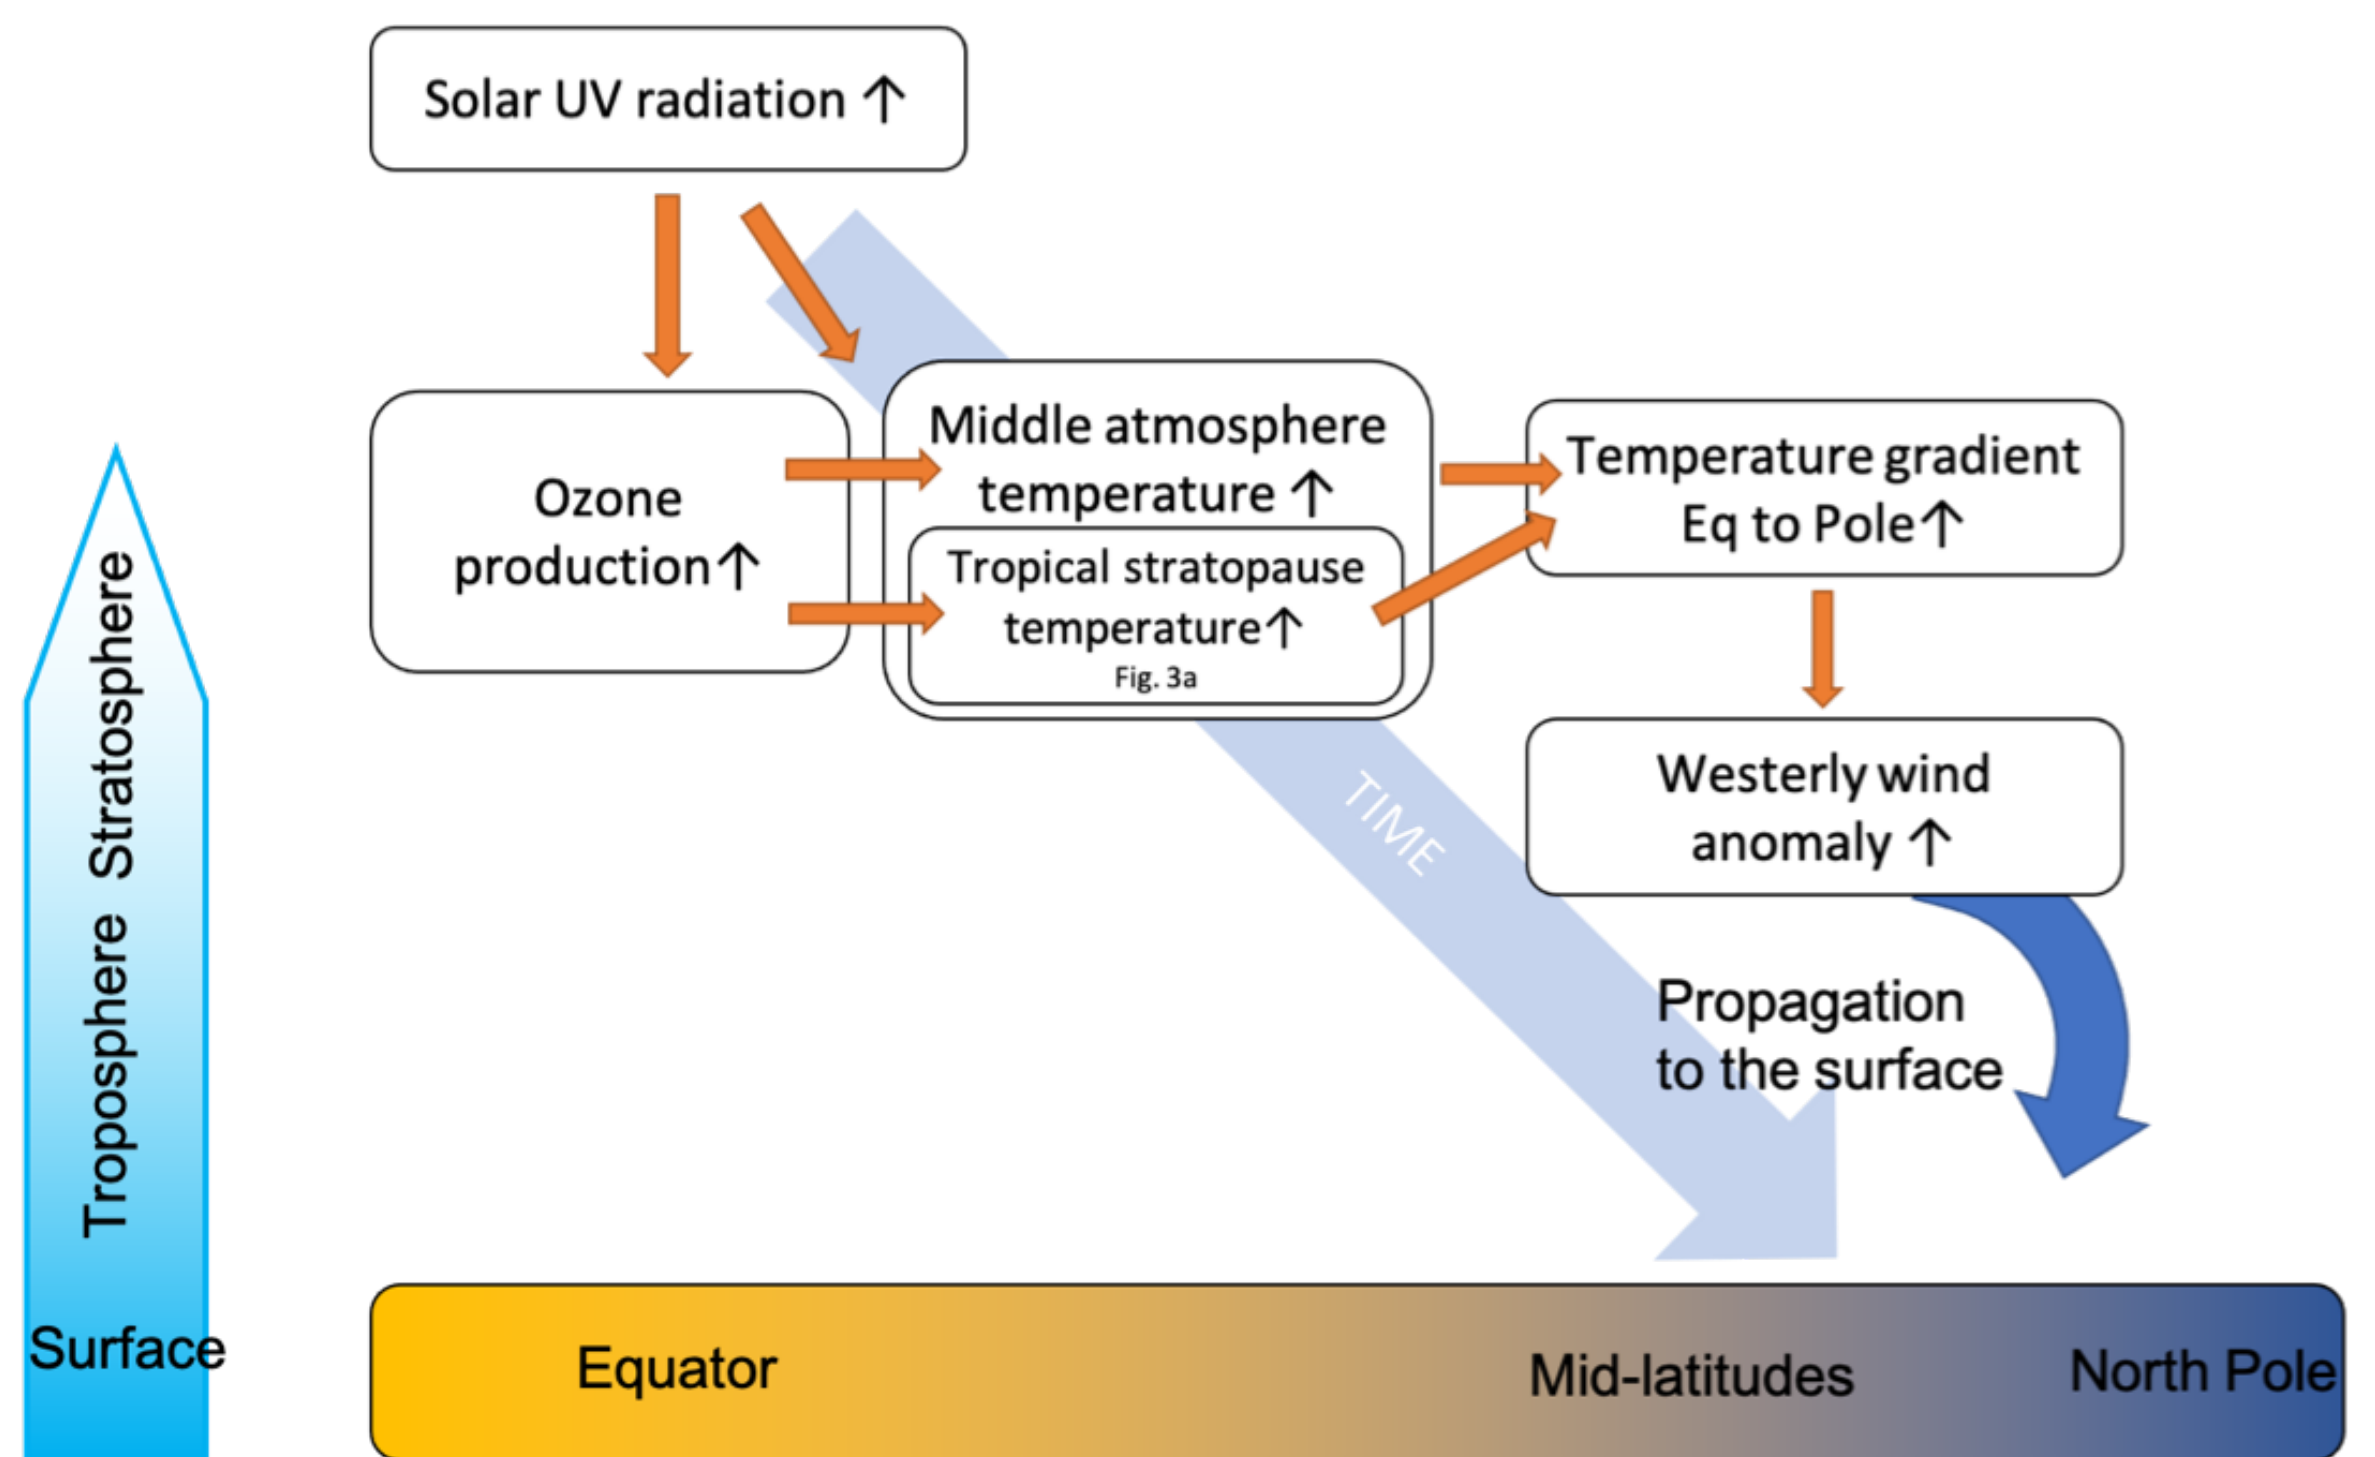 Solar UV radiation ↑
Ozone
production↑
Middle atmosphere
temperature ↑
Tropical stratopause
temperature↑
Fig. 3a
Temperature gradient
Eq to Pole↑
Westerly wind
anomaly ↑
TIME
Propagation
to the surface
Stratosphere
Troposphere
Surface
Equator
Mid-latitudes
North Pole